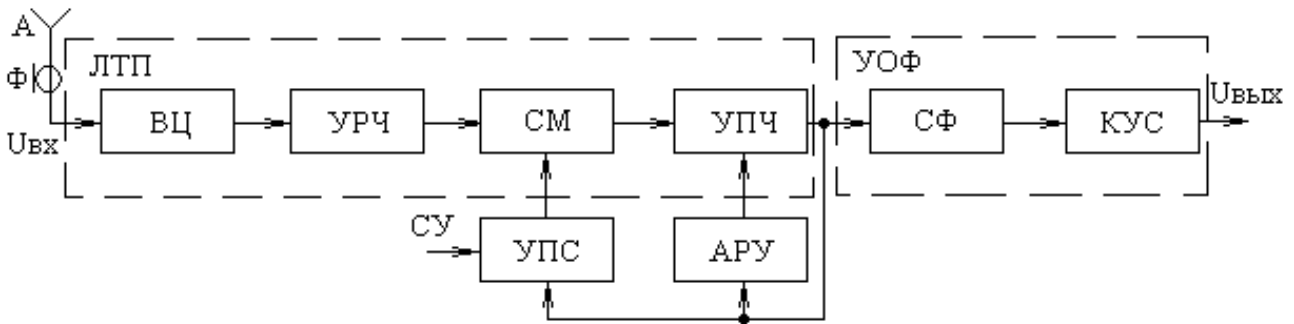 А
ЛТП
УОФ
Ф
Uвх
ВЦ
УРЧ
СМ
УПЧ
СФ
КУС
Uвых
СУ
УПС
АРУ